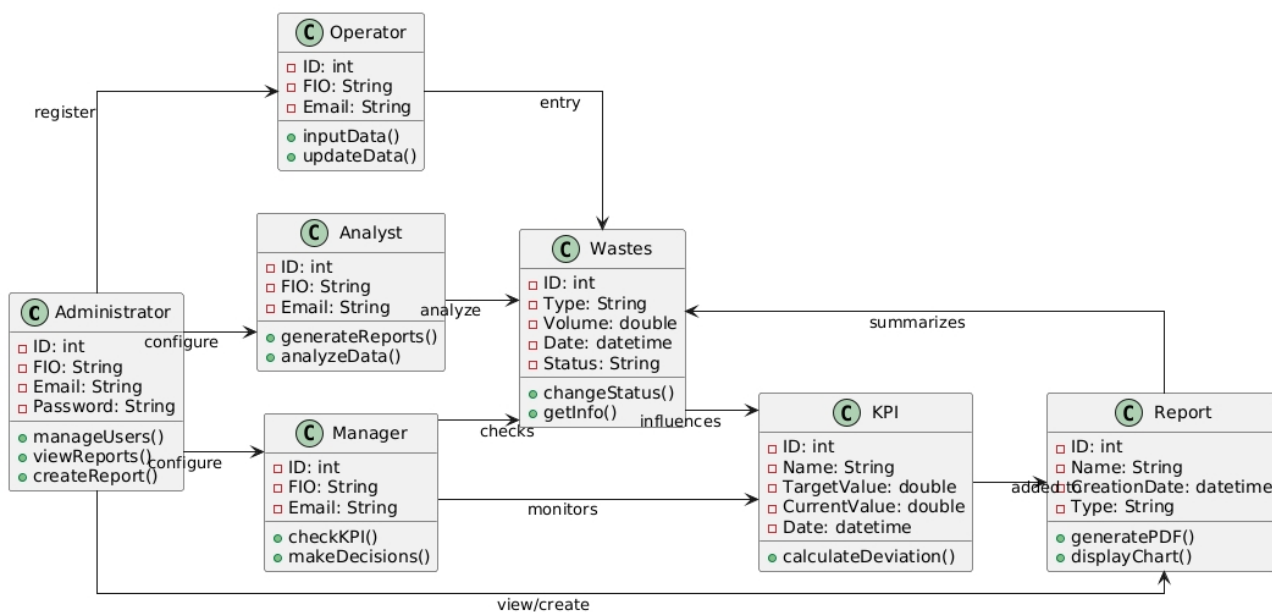 C Operator
ID: int
FIO: String
Email: String
inputData()
updateData()
register
entry
C Analyst
ID: int
FIO: String
Email: String
generateReports()
analyzeData()
C Wastes
ID: int
Type: String
Volume: double
Date: datetime
Status: String
changeStatus()
getInfo()
C Administrator
ID: int
FIO: String
Email: String
Password: String
manageUsers()
viewReports()
createReport()
configure
analyze
summarizes
C Manager
ID: int
FIO: String
Email: String
checkKPI()
makeDecisions()
configure
checks
influences
monitors
C KPI
ID: int
Name: String
TargetValue: double
CurrentValue: double
Date: datetime
calculateDeviation()
added to
C Report
ID: int
Name: String
CreationDate: datetime
Type: String
generatePDF()
displayChart()
view/create